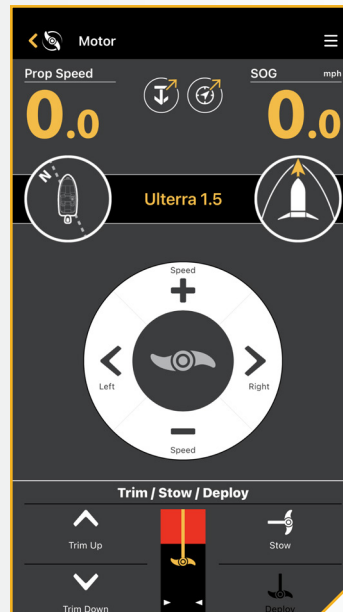 Motor
Prop Speed
SOG mph
0.0
0.0
N
Ulterra 1.5
Speed
Left
Right
Speed
Trim / Stow / Deploy
Trim Up
Stow
Trim Down
Deploy